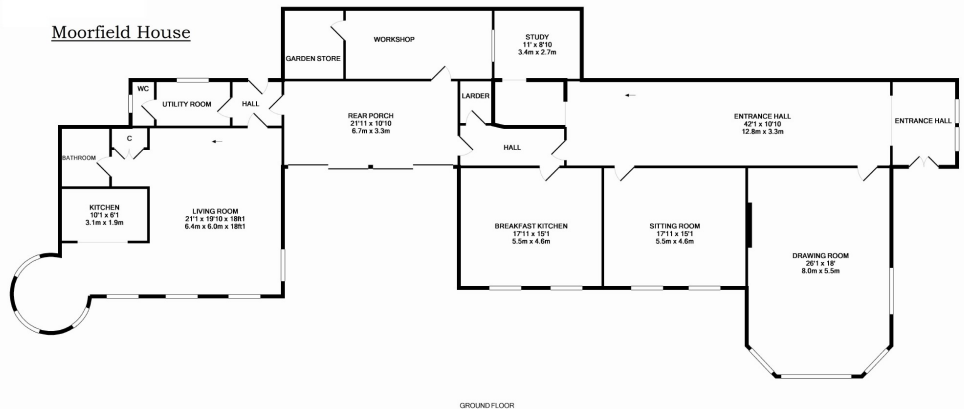 Moorfield House
WORKSHOP
GARDEN STORE
STUDY
11' x 8'10
3.4m x 2.7m
WC
UTILITY ROOM
HALL
LARDER
REAR PORCH
21'11 x 10'10
6.7m x 3.3m
ENTRANCE HALL
42'1 x 10'10
12.8m x 3.3m
ENTRANCE HALL
C
BATHROOM
HALL
KITCHEN
10'1 x 6'1
3.1m x 1.9m
LIVING ROOM
21'1 x 19'10 x 18ft1
6.4m x 6.0m x 18ft1
BREAKFAST KITCHEN
17'11 x 15'1
5.5m x 4.6m
SITTING ROOM
17'11 x 15'1
5.5m x 4.6m
DRAWING ROOM
26'1 x 18'
8.0m x 5.5m
GROUND FLOOR